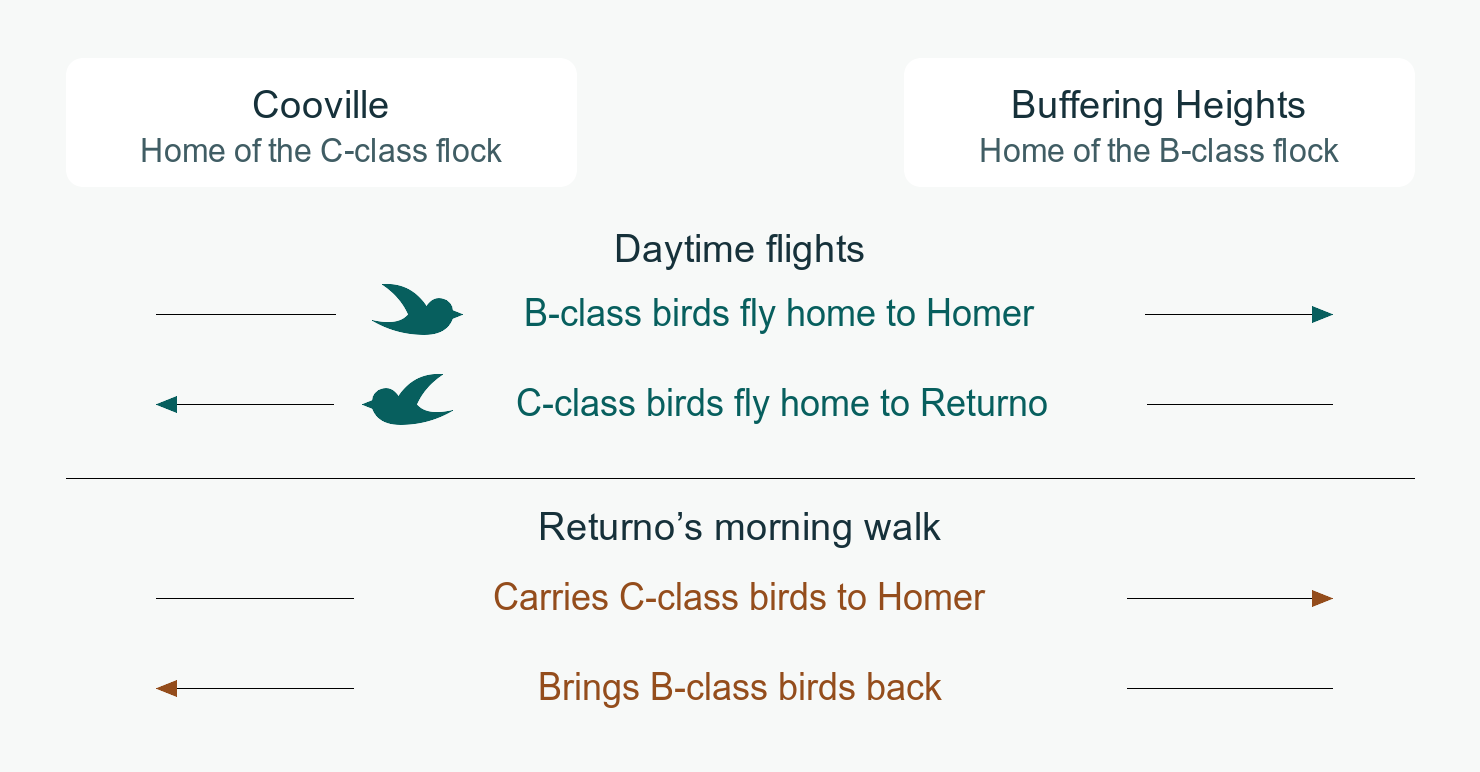 Cooville
Home of the C-class flock
Buffering Heights
Home of the B-class flock
Daytime flights
B-class birds fly home to Homer
C-class birds fly home to Returno
Returno’s morning walk
Carries C-class birds to Homer
Brings B-class birds back